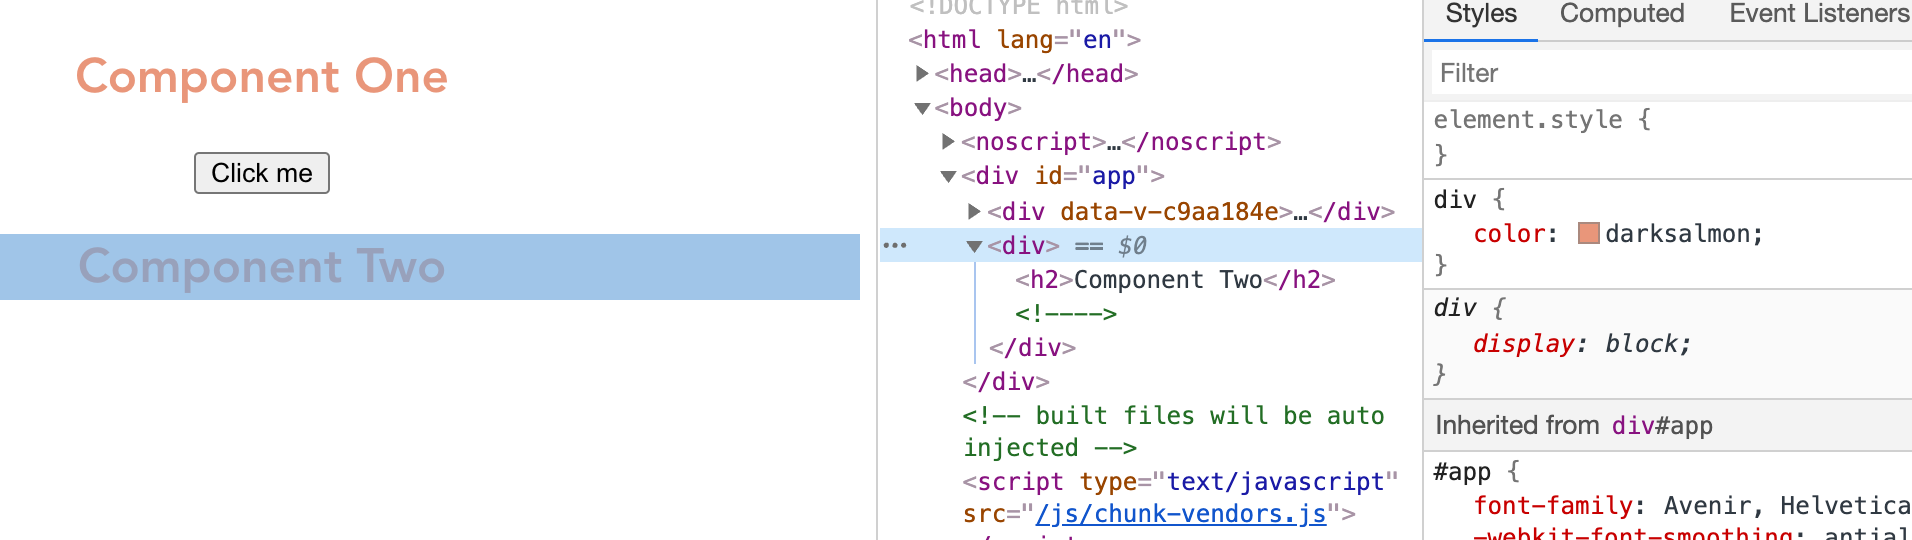 Component One
Click me
Component Two
<!DOCTYPE html>
<html lang="en">
<head>…</head>
<body>
<noscript>…</noscript>
<div id="app">
<div data-v-c9aa184e>…</div>
••• <div> == $0
<h2>Component Two</h2>
<!---->
</div>
</div>
<!-- built files will be auto
injected -->
<script type="text/javascript"
src="/js/chunk-vendors.js">
Styles Computed Event Listeners
Filter
element.style {
}
div {
color: darksalmon;
}
div {
display: block;
}
Inherited from div#app
#app {
font-family: Avenir, Helvetica
-webkit-font-smoothing: antial